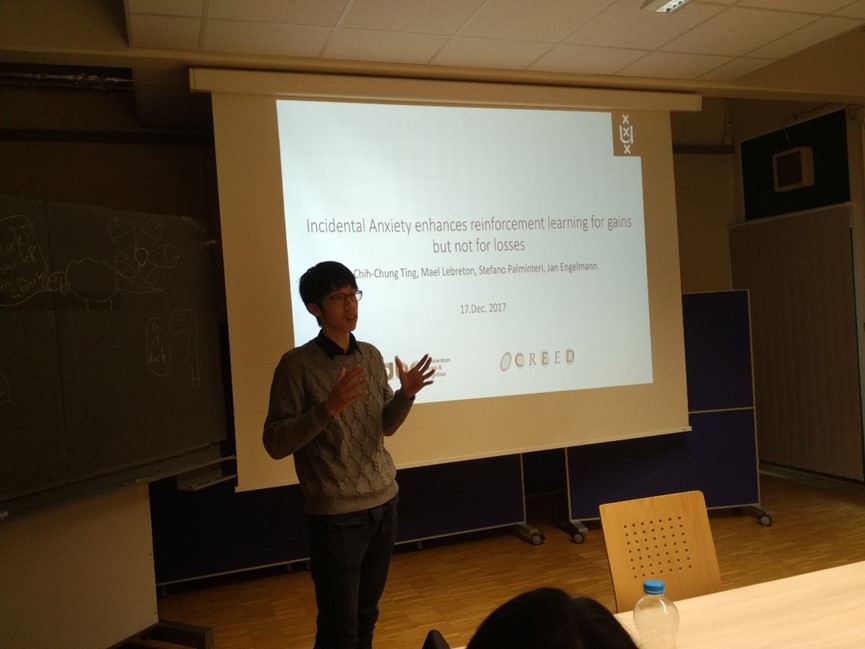 Incidental Anxiety enhances reinforcement learning for gains
but not for losses
Chih-Chung Ting, Mael Lebreton, Stefano Palminteri, Jan Engelmann
17.Dec. 2017
CREED